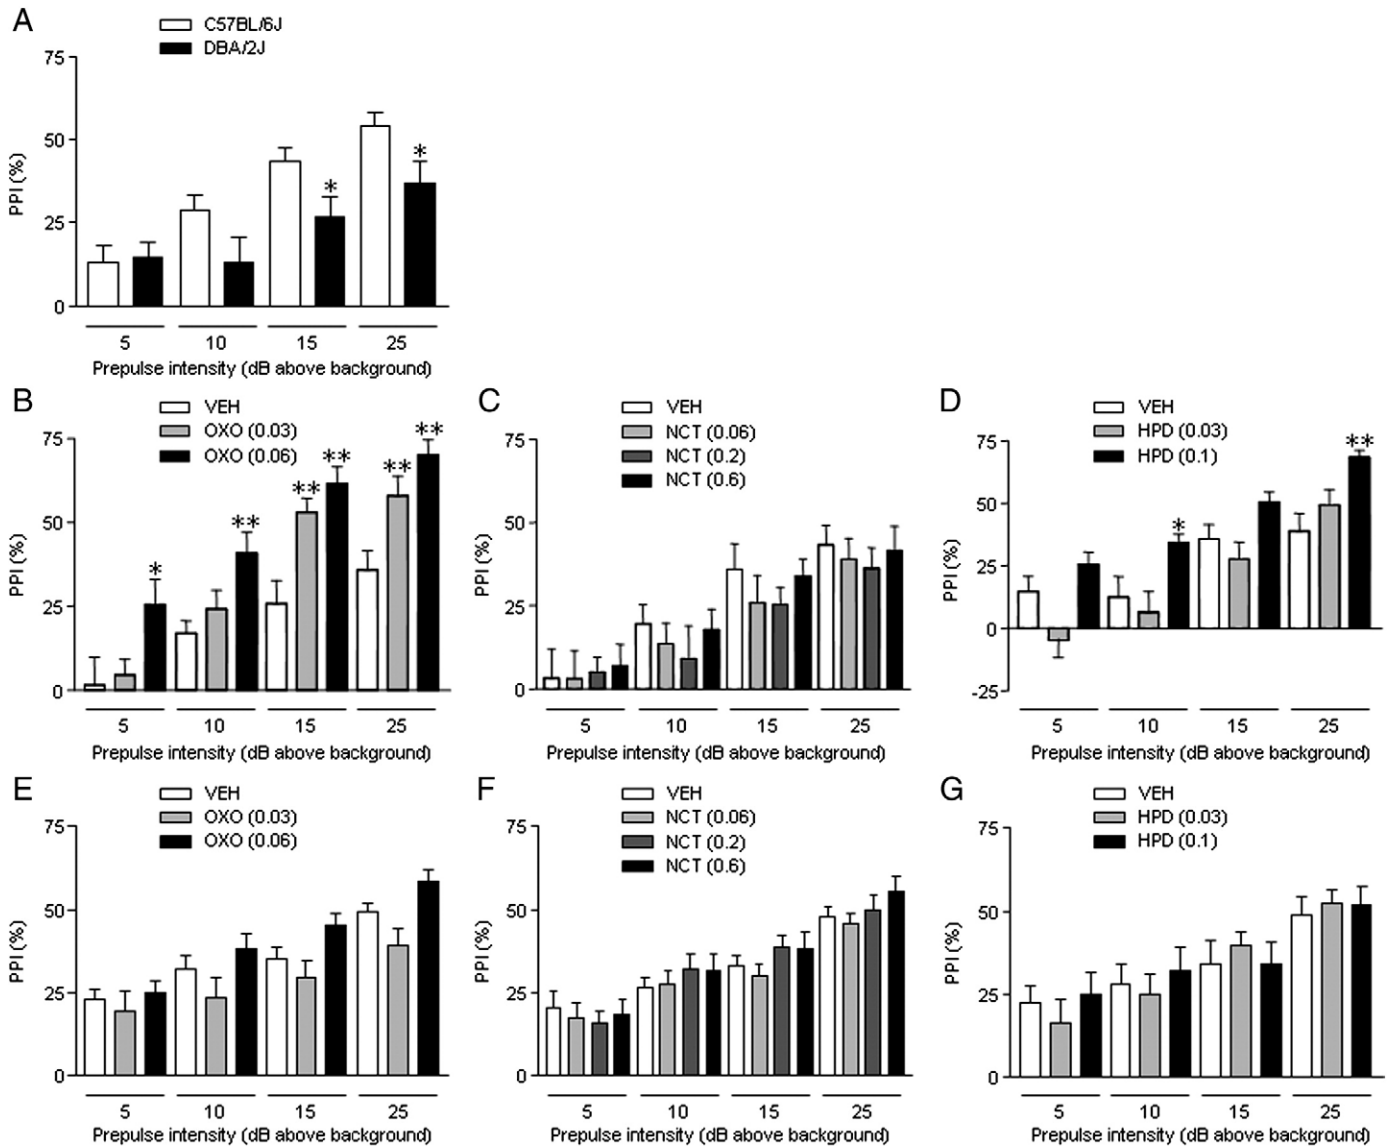 A
C57BL/6J
DBA/2J
75
50
25
0
PPI (%)
*
*
5 10 15 25
Prepulse intensity (dB above background)
B
VEH
OXO (0.03)
OXO (0.06)
75
50
25
0
PPI (%)
*
**
**
**
**
**
5 10 15 25
Prepulse intensity (dB above background)
C
VEH
NCT (0.06)
NCT (0.2)
NCT (0.6)
75
50
25
0
PPI (%)
5 10 15 25
Prepulse intensity (dB above background)
D
VEH
HPD (0.03)
HPD (0.1)
75
50
25
0
-25
PPI (%)
*
**
5 10 15 25
Prepulse intensity (dB above background)
E
VEH
OXO (0.03)
OXO (0.06)
75
50
25
0
PPI (%)
5 10 15 25
Prepulse intensity (dB above background)
F
VEH
NCT (0.06)
NCT (0.2)
NCT (0.6)
75
50
25
0
PPI (%)
5 10 15 25
Prepulse intensity (dB above background)
G
VEH
HPD (0.03)
HPD (0.1)
75
50
25
0
PPI (%)
5 10 15 25
Prepulse intensity (dB above background)